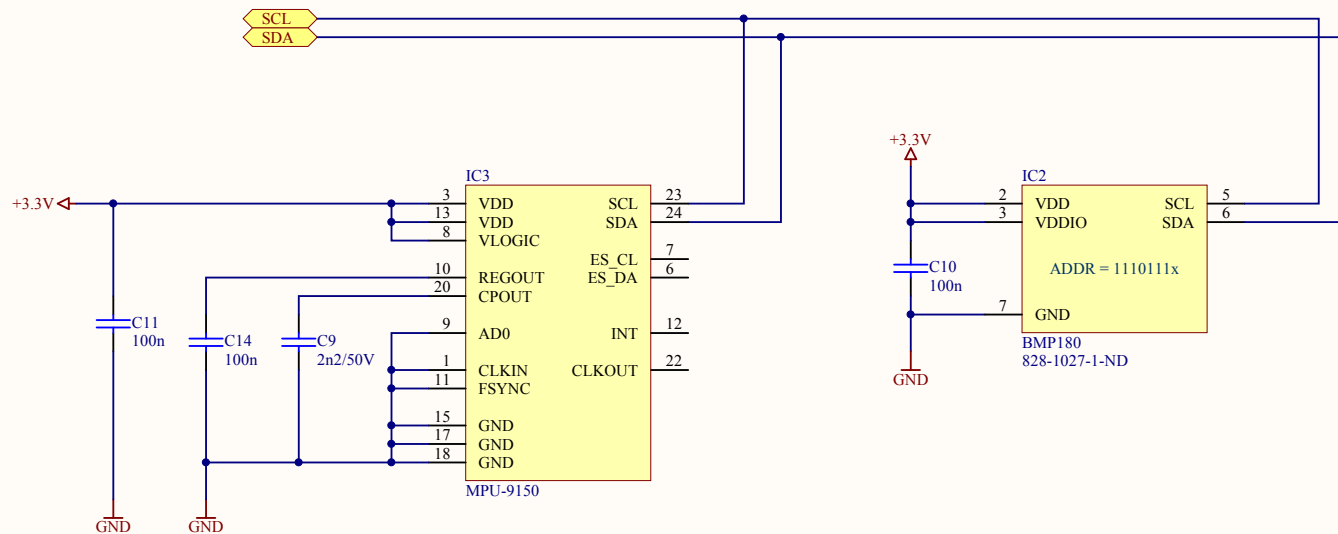 SCL
SDA
+3.3V
C11
100n
GND
C14
100n
GND
C9
2n2/50V
IC3
3 VDD
13 VDD
8 VLOGIC
10 REGOUT
20 CPOUT
9 AD0
1 CLKIN
11 FSYNC
15 GND
17 GND
18 GND
SCL 23
SDA 24
ES_CL 7
ES_DA 6
INT 12
CLKOUT 22
MPU-9150
+3.3V
C10
100n
GND
IC2
2 VDD
3 VDDIO
7 GND
SCL 5
SDA 6
ADDR = 1110111x
BMP180
828-1027-1-ND